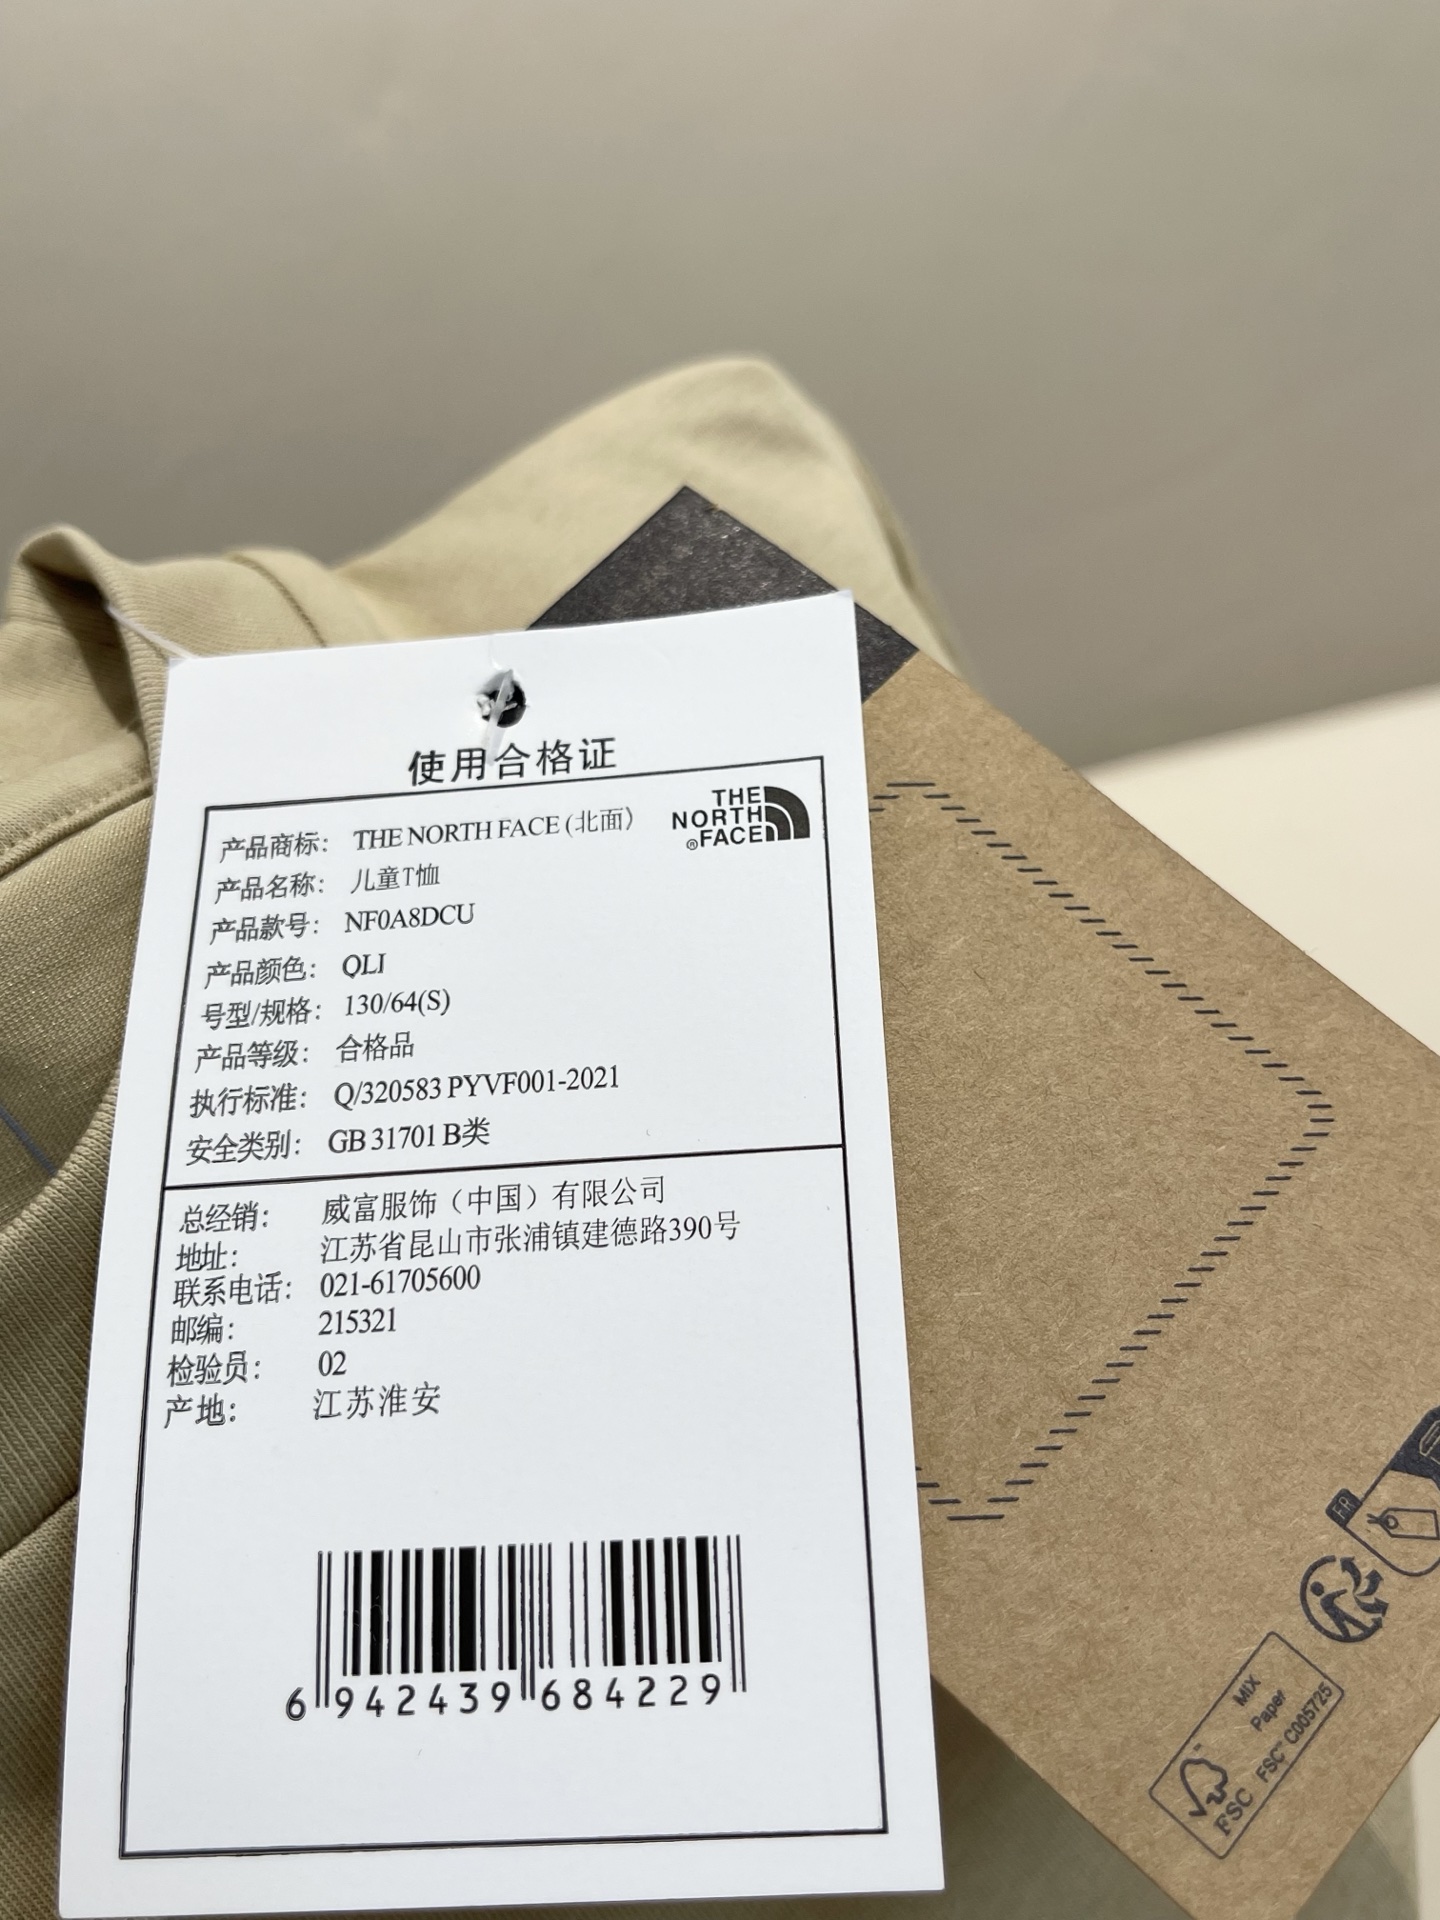 使用合格证
THE
NORTH
®FACE
产品商标: THE NORTH FACE (北面)
产品名称: 儿童T恤
产品款号: NF0A8DCU
产品颜色: QLI
号型/规格: 130/64(S)
产品等级: 合格品
执行标准: Q/320583 PYVF001-2021
安全类别: GB 31701 B类
总经销: 威富服饰（中国）有限公司
地址: 江苏省昆山市张浦镇建德路390号
联系电话: 021-61705600
邮编: 215321
检验员: 02
产地: 江苏淮安
6 942439 684229
FR
MIX
Paper
FSC™ C005725
FSC™